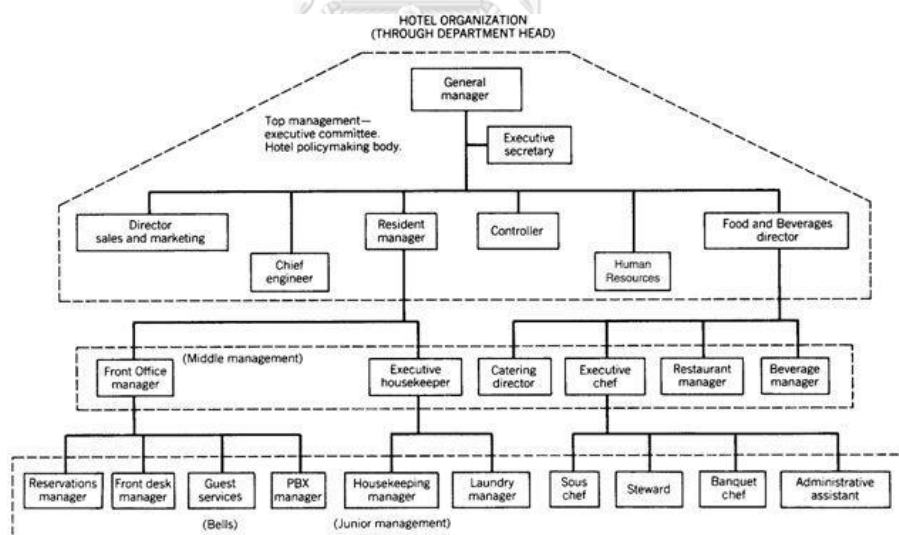 HOTEL ORGANIZATION
(THROUGH DEPARTMENT HEAD)
General
manager
Top management—
executive committee.
Hotel policymaking body.
Executive
secretary
Director
sales and marketing
Resident
manager
Controller
Food and Beverages
director
Chief
engineer
Human
Resources
(Middle management)
Front Office
manager
Executive
housekeeper
Catering
director
Executive
chef
Restaurant
manager
Beverage
manager
Reservations
manager
Front desk
manager
Guest
services
PBX
manager
Housekeeping
manager
Laundry
manager
Sous
chef
Steward
Banquet
chef
Administrative
assistant
(Bells)
(Junior management)